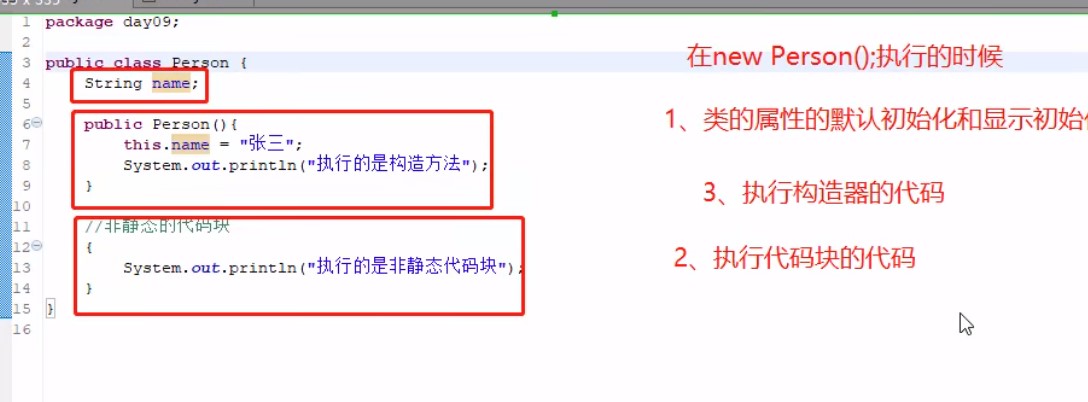 1 package day09;
2
3 public class Person {
4 String name;
5
6 public Person(){
7 this.name = "张三";
8 System.out.println("执行的是构造方法");
9 }
10
11 //非静态的代码块
12 {
13 System.out.println("执行的是非静态代码块");
14 }
15 }
16
在new Person();执行的时候
1、类的属性的默认初始化和显示初始
3、执行构造器的代码
2、执行代码块的代码